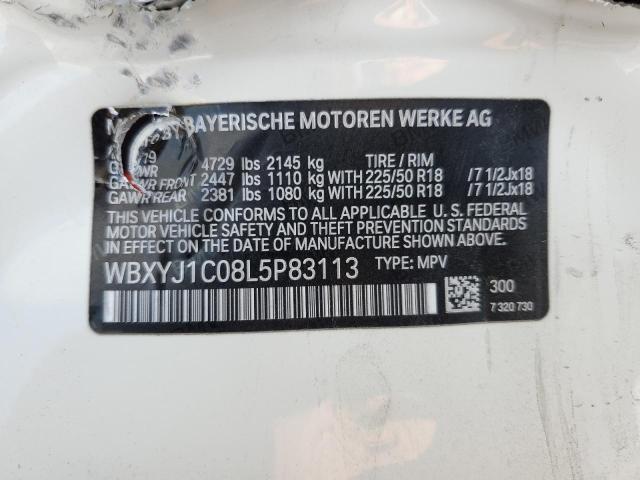 BAYERISCHE MOTOREN WERKE AG
4729 lbs 2145 kg TIRE / RIM
GAWR FRONT 2447 lbs 1110 kg WITH 225/50 R18 /7 1/2Jx18
GAWR REAR 2381 lbs 1080 kg WITH 225/50 R18 /7 1/2Jx18
THIS VEHICLE CONFORMS TO ALL APPLICABLE U. S. FEDERAL
MOTOR VEHICLE SAFETY AND THEFT PREVENTION STANDARDS
IN EFFECT ON THE DATE OF MANUFACTURE SHOWN ABOVE.
WBXYJ1C08L5P83113 TYPE: MPV
300
7 320 730